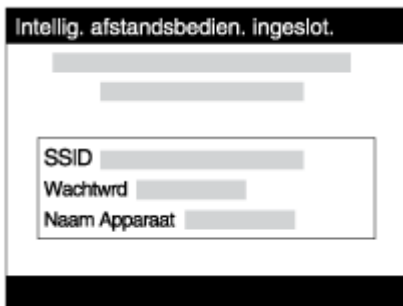 Intellig. afstandsbedien. ingeslot.
SSID
Wachtwrd
Naam Apparaat